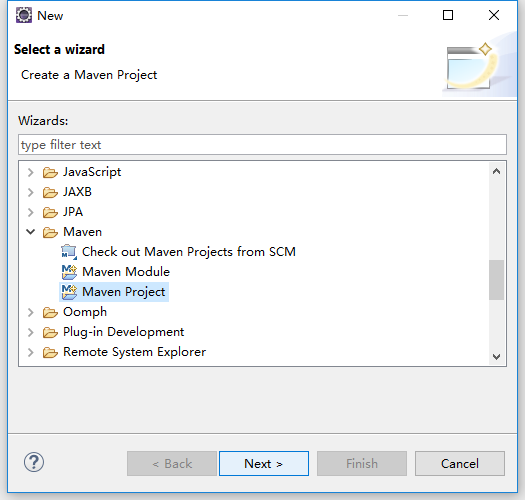 New
Select a wizard
Create a Maven Project
Wizards:
type filter text
JavaScript
JAXB
JPA
Maven
Check out Maven Projects from SCM
Maven Module
Maven Project
Oomph
Plug-in Development
Remote System Explorer
? < Back Next > Finish Cancel